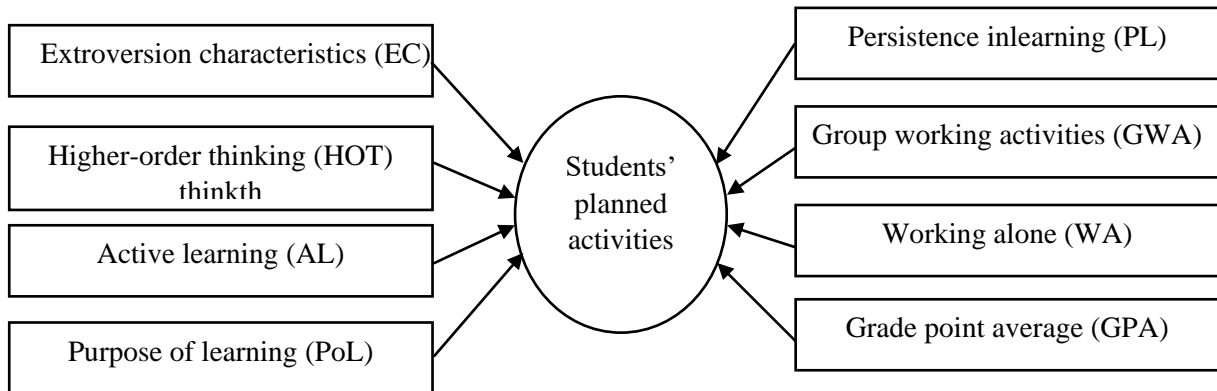 Extroversion characteristics (EC)
Higher-order thinking (HOT)
thinkth
Active learning (AL)
Purpose of learning (PoL)
Students’
planned
activities
Persistence inlearning (PL)
Group working activities (GWA)
Working alone (WA)
Grade point average (GPA)